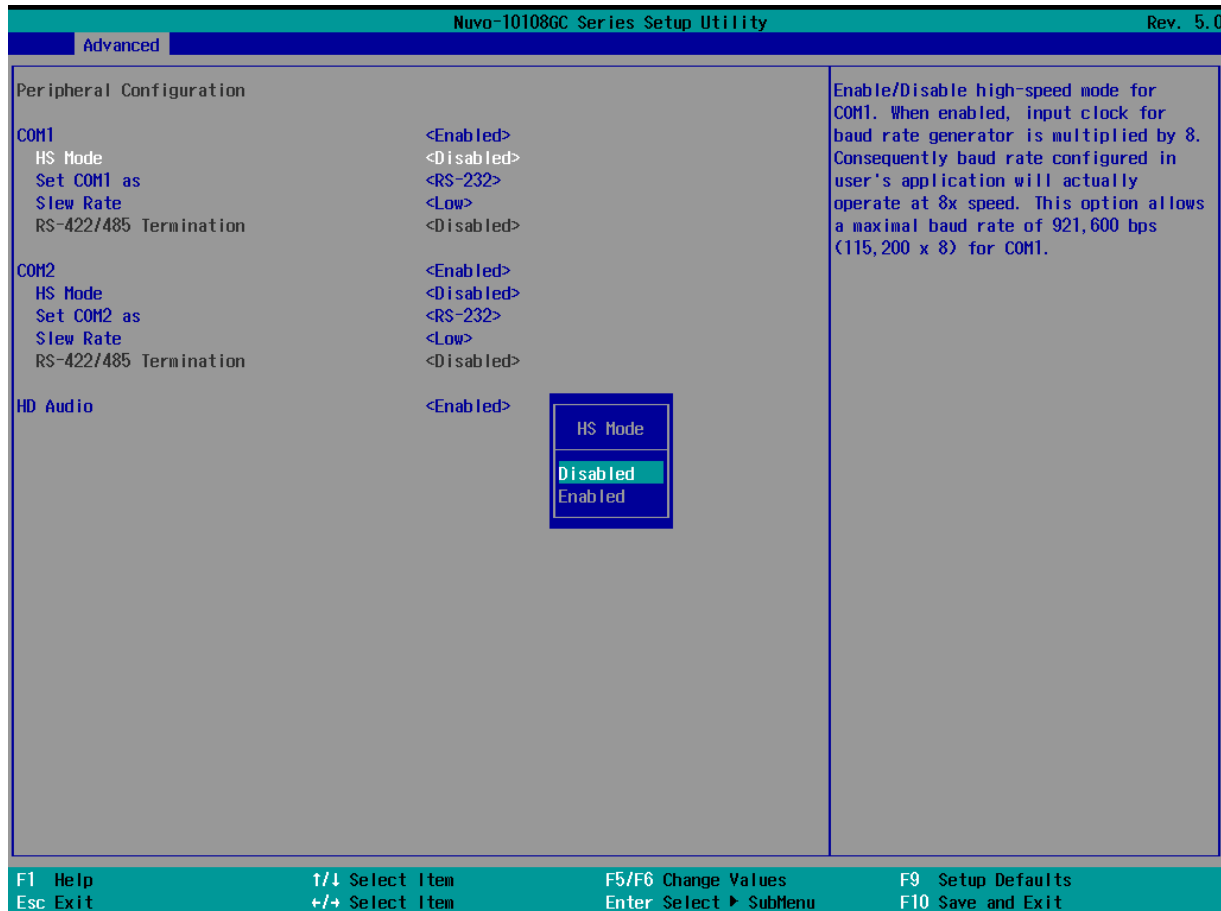 Nuvo-10108GC Series Setup Utility Rev. 5.0
Advanced
Peripheral Configuration
COM1 <Enabled>
HS Mode <Disabled>
Set COM1 as <RS-232>
Slew Rate <Low>
RS-422/485 Termination <Disabled>
COM2 <Enabled>
HS Mode <Disabled>
Set COM2 as <RS-232>
Slew Rate <Low>
RS-422/485 Termination <Disabled>
HD Audio <Enabled>
HS Mode
Disabled
Enabled
Enable/Disable high-speed mode for
COM1. When enabled, input clock for
baud rate generator is multiplied by 8.
Consequently baud rate configured in
user's application will actually
operate at 8x speed. This option allows
a maximal baud rate of 921,600 bps
(115,200 x 8) for COM1.
F1 Help ↑/↓ Select Item F5/F6 Change Values F9 Setup Defaults
Esc Exit ←/→ Select Item Enter Select ► SubMenu F10 Save and Exit